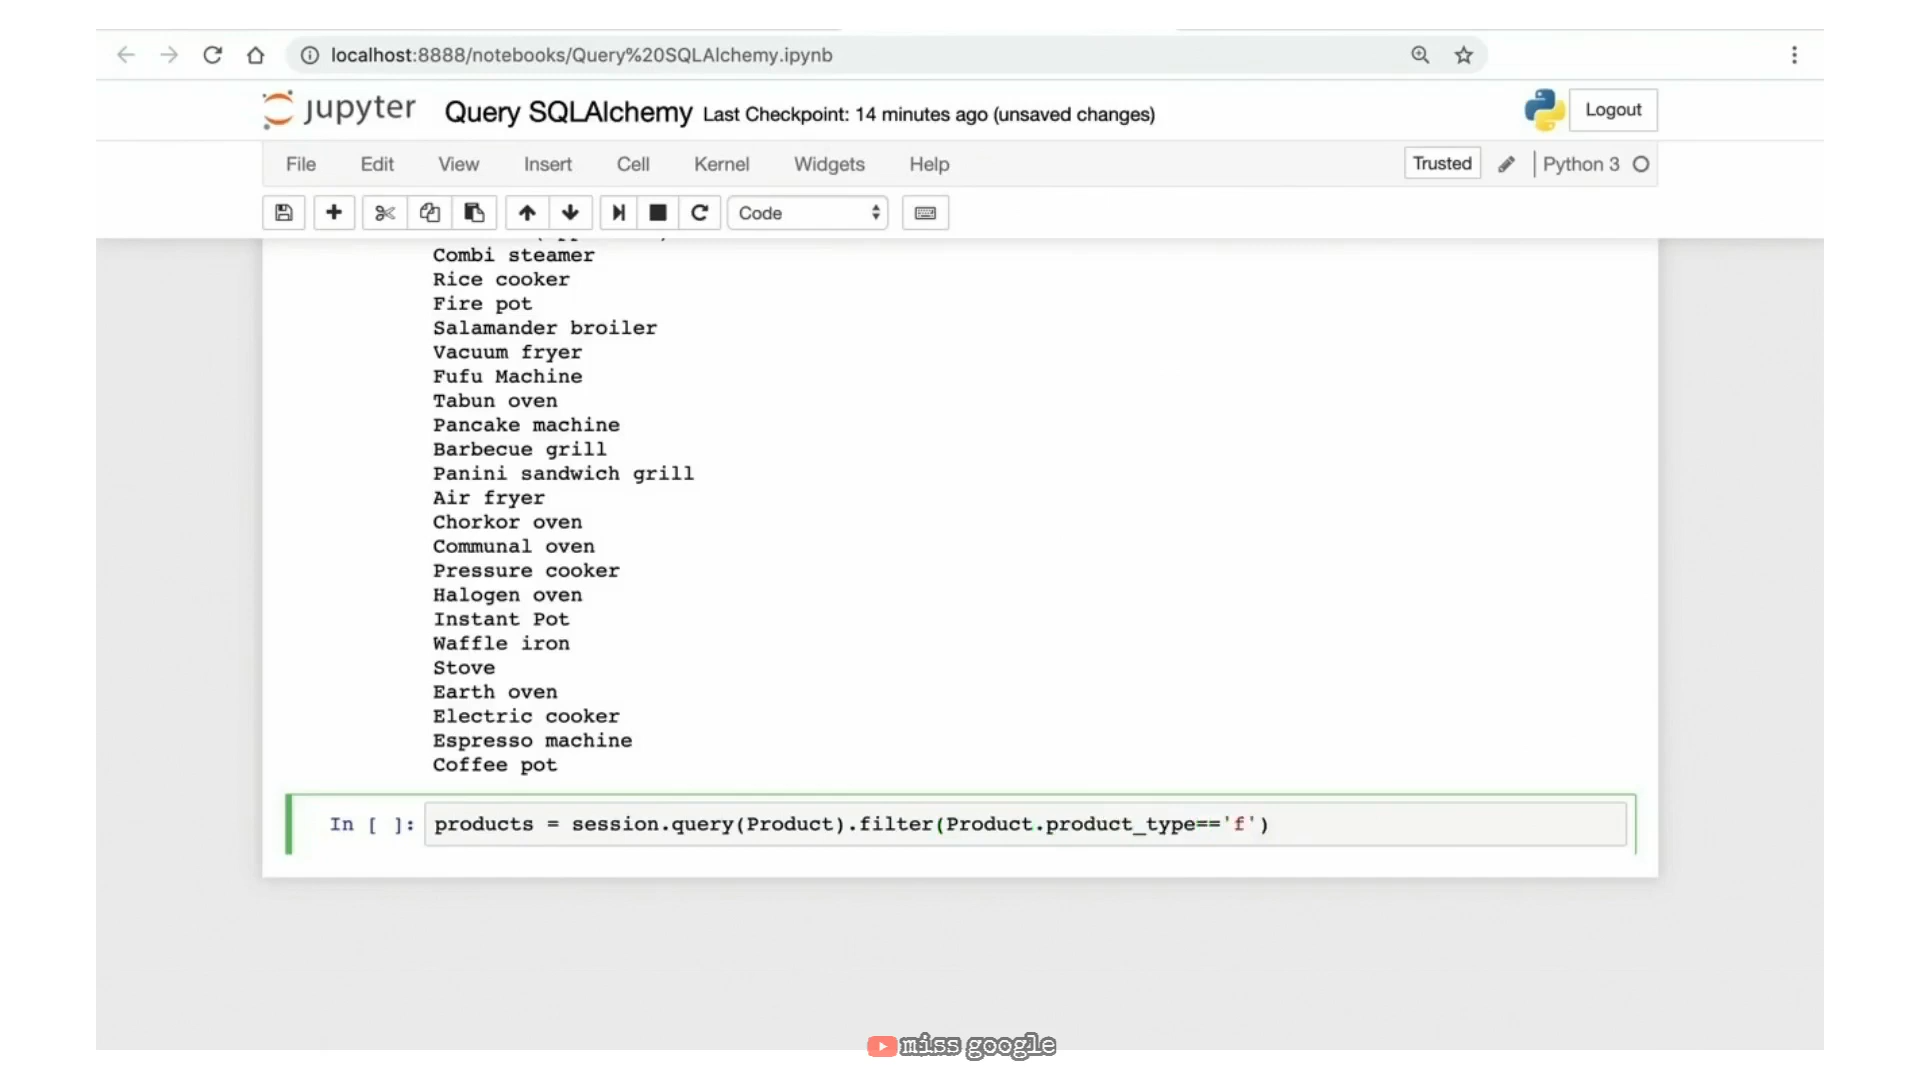 localhost:8888/notebooks/Query%20SQLAlchemy.ipynb
jupyter Query SQLAlchemy Last Checkpoint: 14 minutes ago (unsaved changes) Logout
File Edit View Insert Cell Kernel Widgets Help Trusted Python 3
Code
Combi steamer
Rice cooker
Fire pot
Salamander broiler
Vacuum fryer
Fufu Machine
Tabun oven
Pancake machine
Barbecue grill
Panini sandwich grill
Air fryer
Chorkor oven
Communal oven
Pressure cooker
Halogen oven
Instant Pot
Waffle iron
Stove
Earth oven
Electric cooker
Espresso machine
Coffee pot
In [ ]: products = session.query(Product).filter(Product.product_type=='f')
miss google